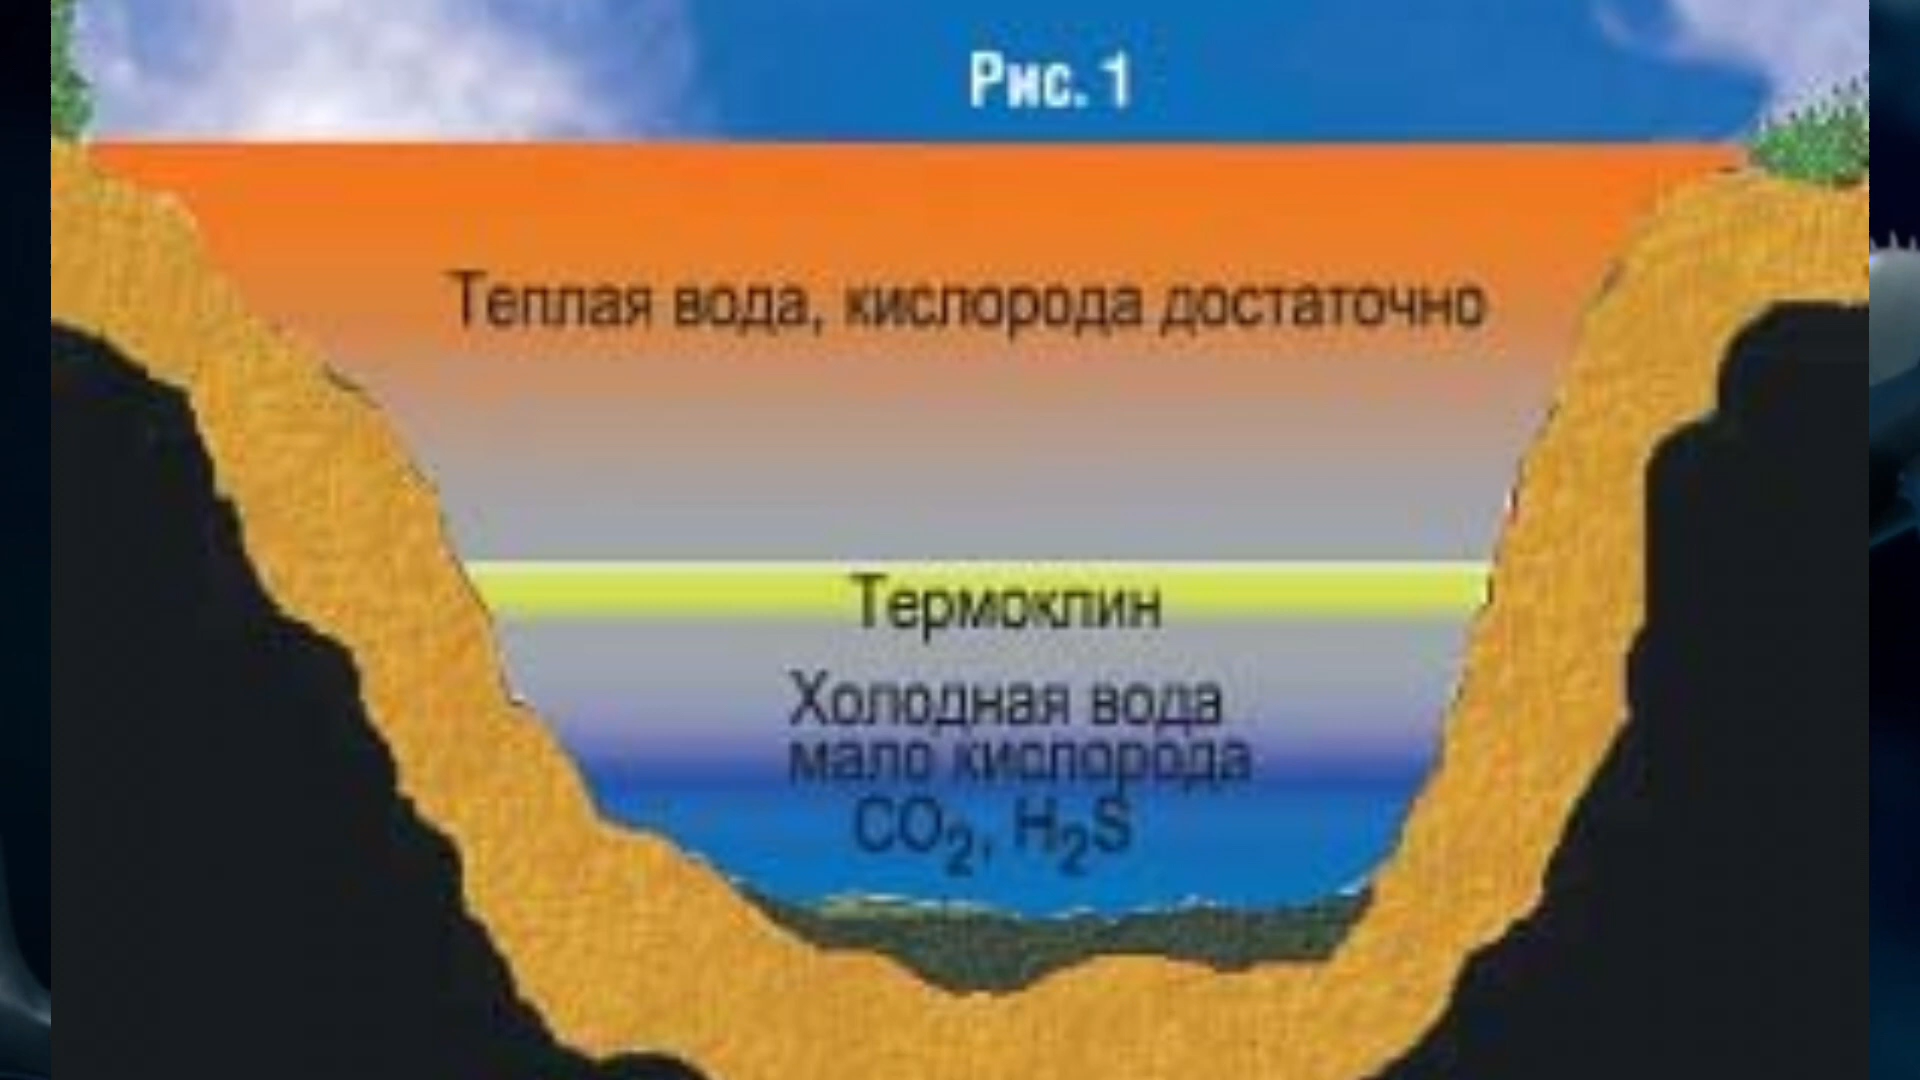 Рис. 1
Теплая вода, кислорода достаточно
Термоклин
Холодная вода
мало кислорода
CO₂, H₂S